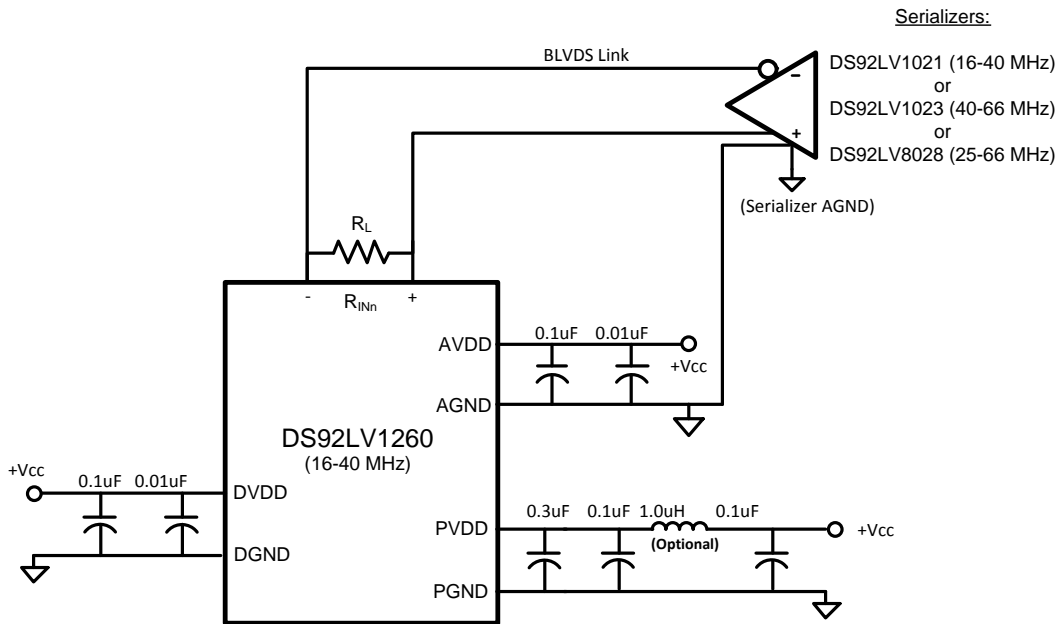 Serializers:
BLVDS Link
DS92LV1021 (16-40 MHz)
or
DS92LV1023 (40-66 MHz)
or
DS92LV8028 (25-66 MHz)
-
+
(Serializer AGND)
RL
- RINn +
0.1uF 0.01uF
AVDD
+Vcc
AGND
DS92LV1260
(16-40 MHz)
+Vcc
0.1uF 0.01uF
DVDD
DGND
0.3uF 0.1uF 1.0uH 0.1uF
PVDD
(Optional)
+Vcc
PGND